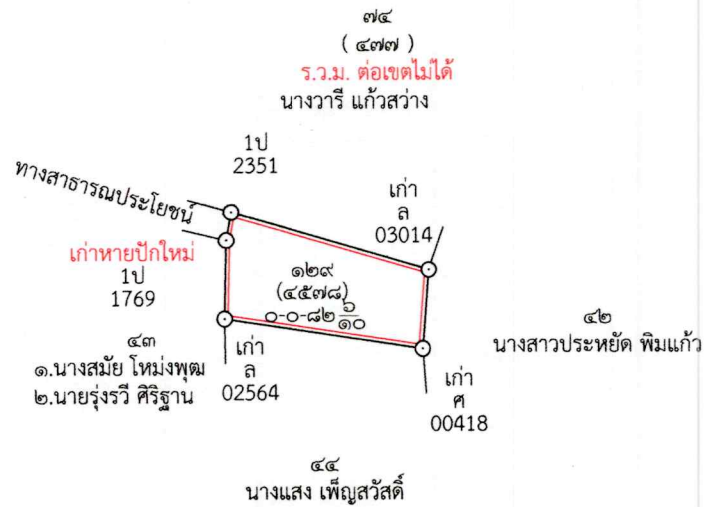 ๗๔
( ๔๗๗ )
ร.ว.ม. ต่อเขตไม่ได้
นางวารี แก้วสว่าง
1ป
2351
ทางสาธารณประโยชน์
เก่า
ล
03014
เก่าหายปักใหม่
1ป
1769
๑๒๙
(๔๕๗๘)
๐-๐-๘๒ ๖/๑๐
๔๒
นางสาวประหยัด พิมแก้ว
๔๓
๑.นางสมัย โหม่งพุฒ
๒.นายรุ่งรวี ศิริฐาน
เก่า
ล
02564
เก่า
ศ
00418
๔๔
นางแสง เพ็ญสวัสดิ์